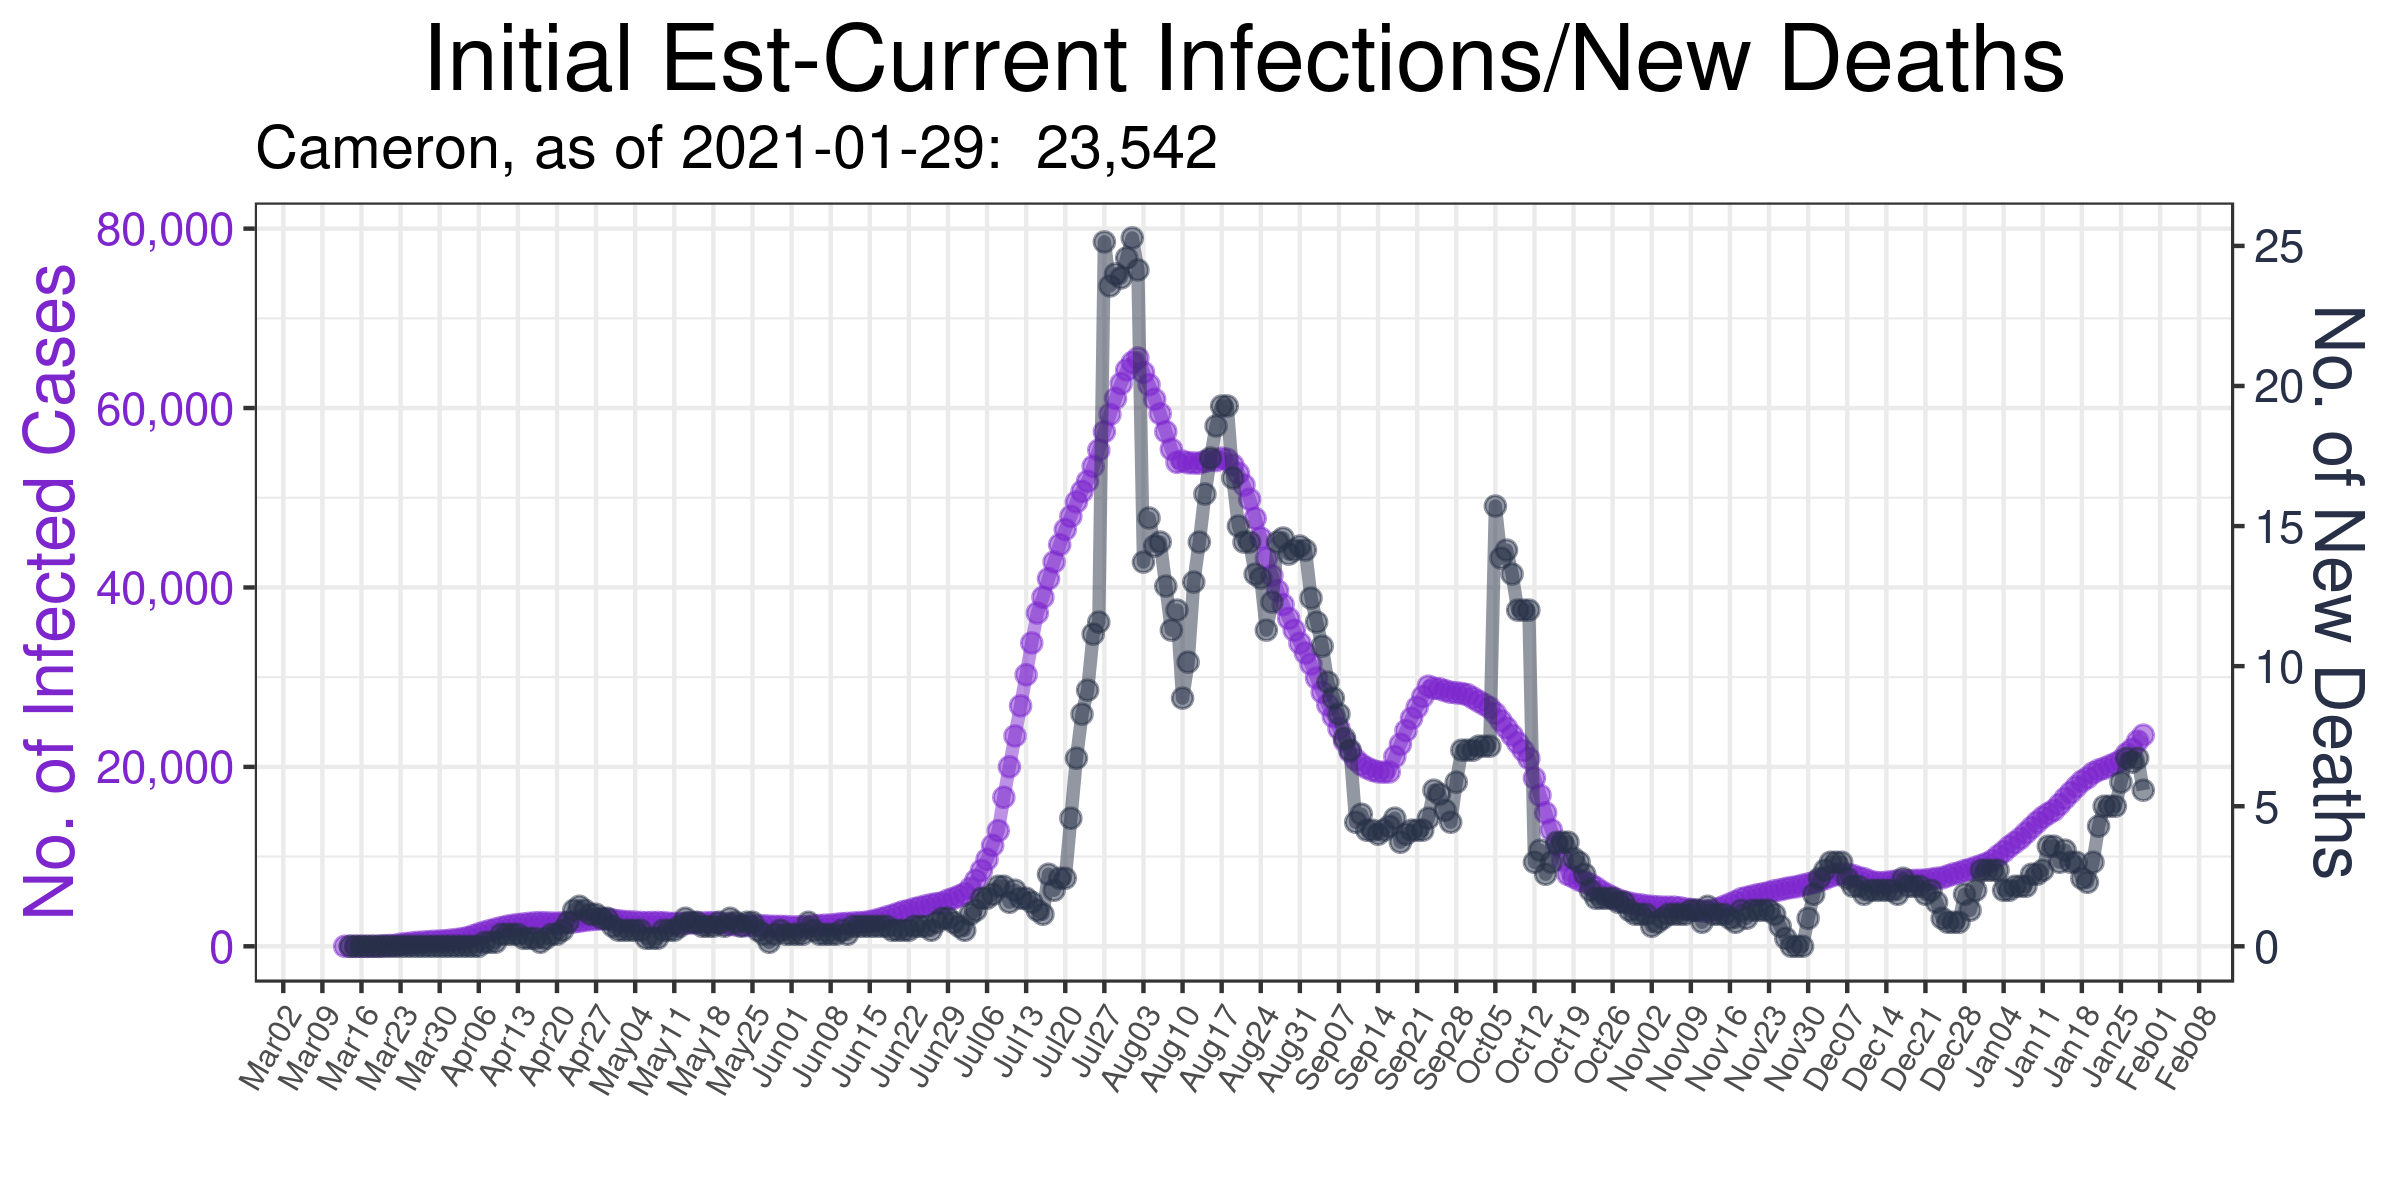 Initial Est-Current Infections/New Deaths
Cameron, as of 2021-01-29:  23,542
No. of Infected Cases
80,000
60,000
40,000
20,000
0
25
20
15
10
5
0
No. of New Deaths
Mar02
Mar09
Mar16
Mar23
Mar30
Apr06
Apr13
Apr20
Apr27
May04
May11
May18
May25
Jun01
Jun08
Jun15
Jun22
Jun29
Jul06
Jul13
Jul20
Jul27
Aug03
Aug10
Aug17
Aug24
Aug31
Sep07
Sep14
Sep21
Sep28
Oct05
Oct12
Oct19
Oct26
Nov02
Nov09
Nov16
Nov23
Nov30
Dec07
Dec14
Dec21
Dec28
Jan04
Jan11
Jan18
Jan25
Feb01
Feb08